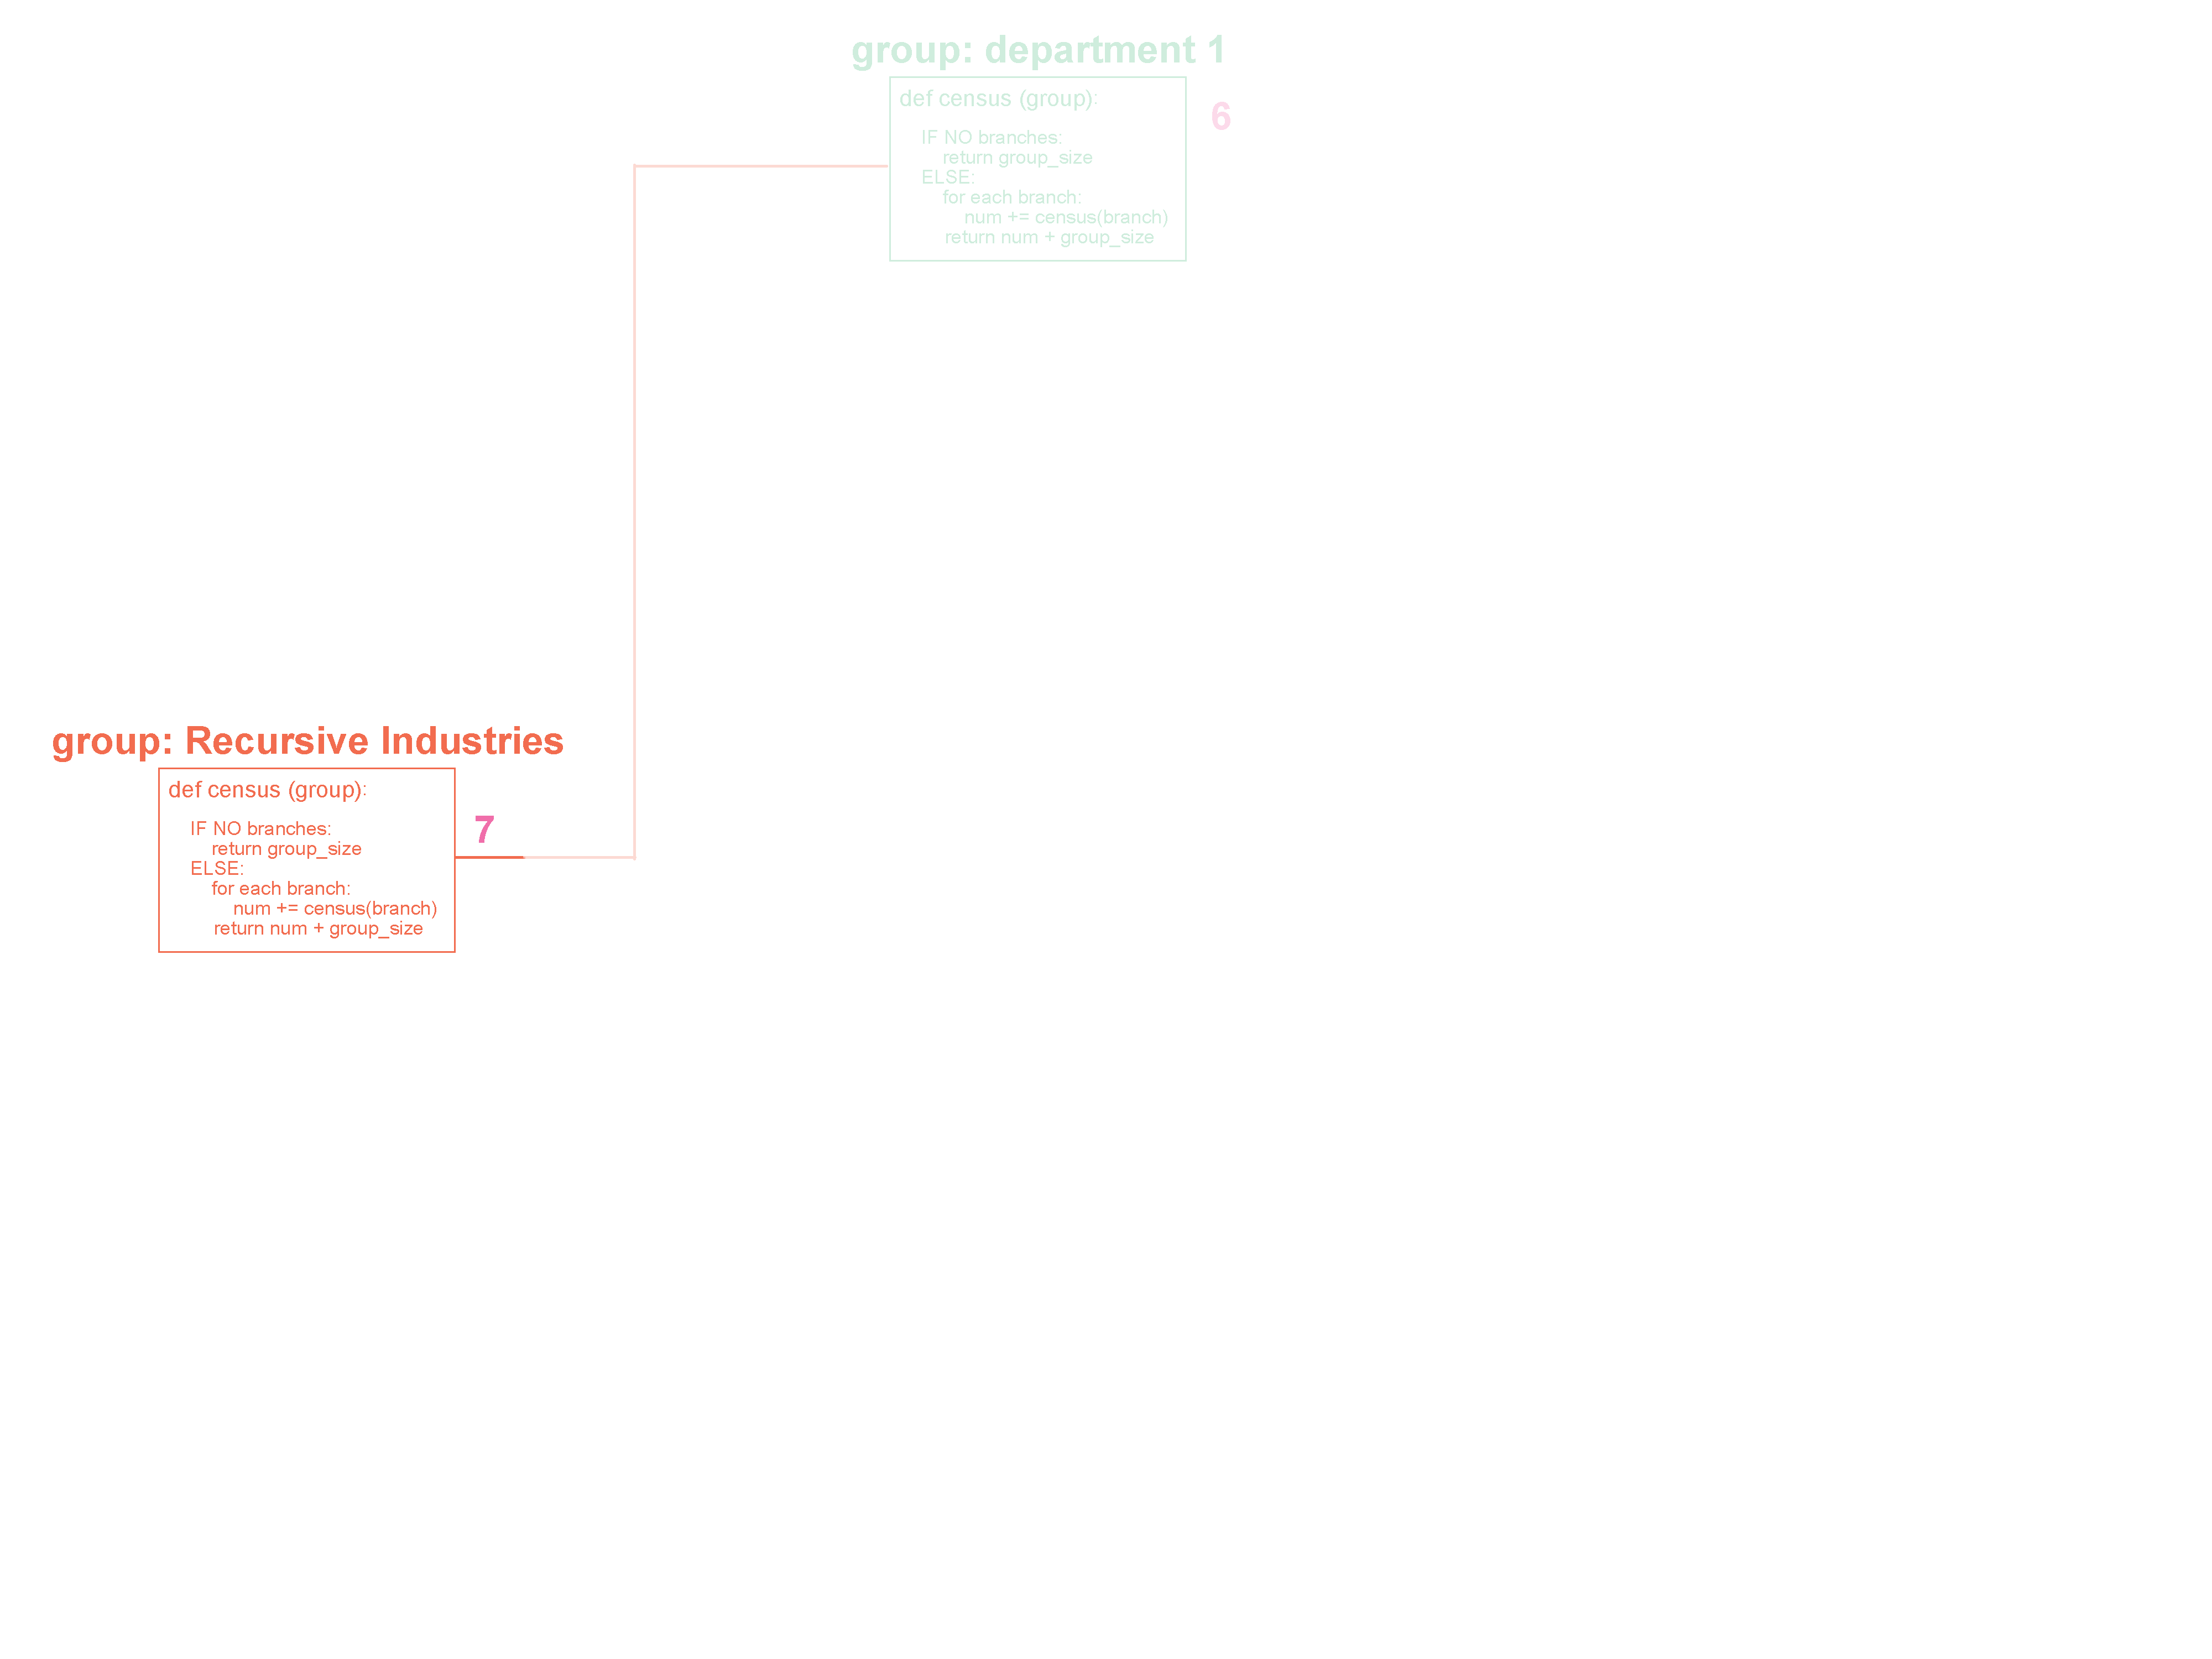 group: department 1
def census (group):
6
IF NO branches:
return group_size
ELSE:
for each branch:
num += census(branch)
return num + group_size
group: Recursive Industries
def census (group):
7
IF NO branches:
return group_size
ELSE:
for each branch:
num += census(branch)
return num + group_size